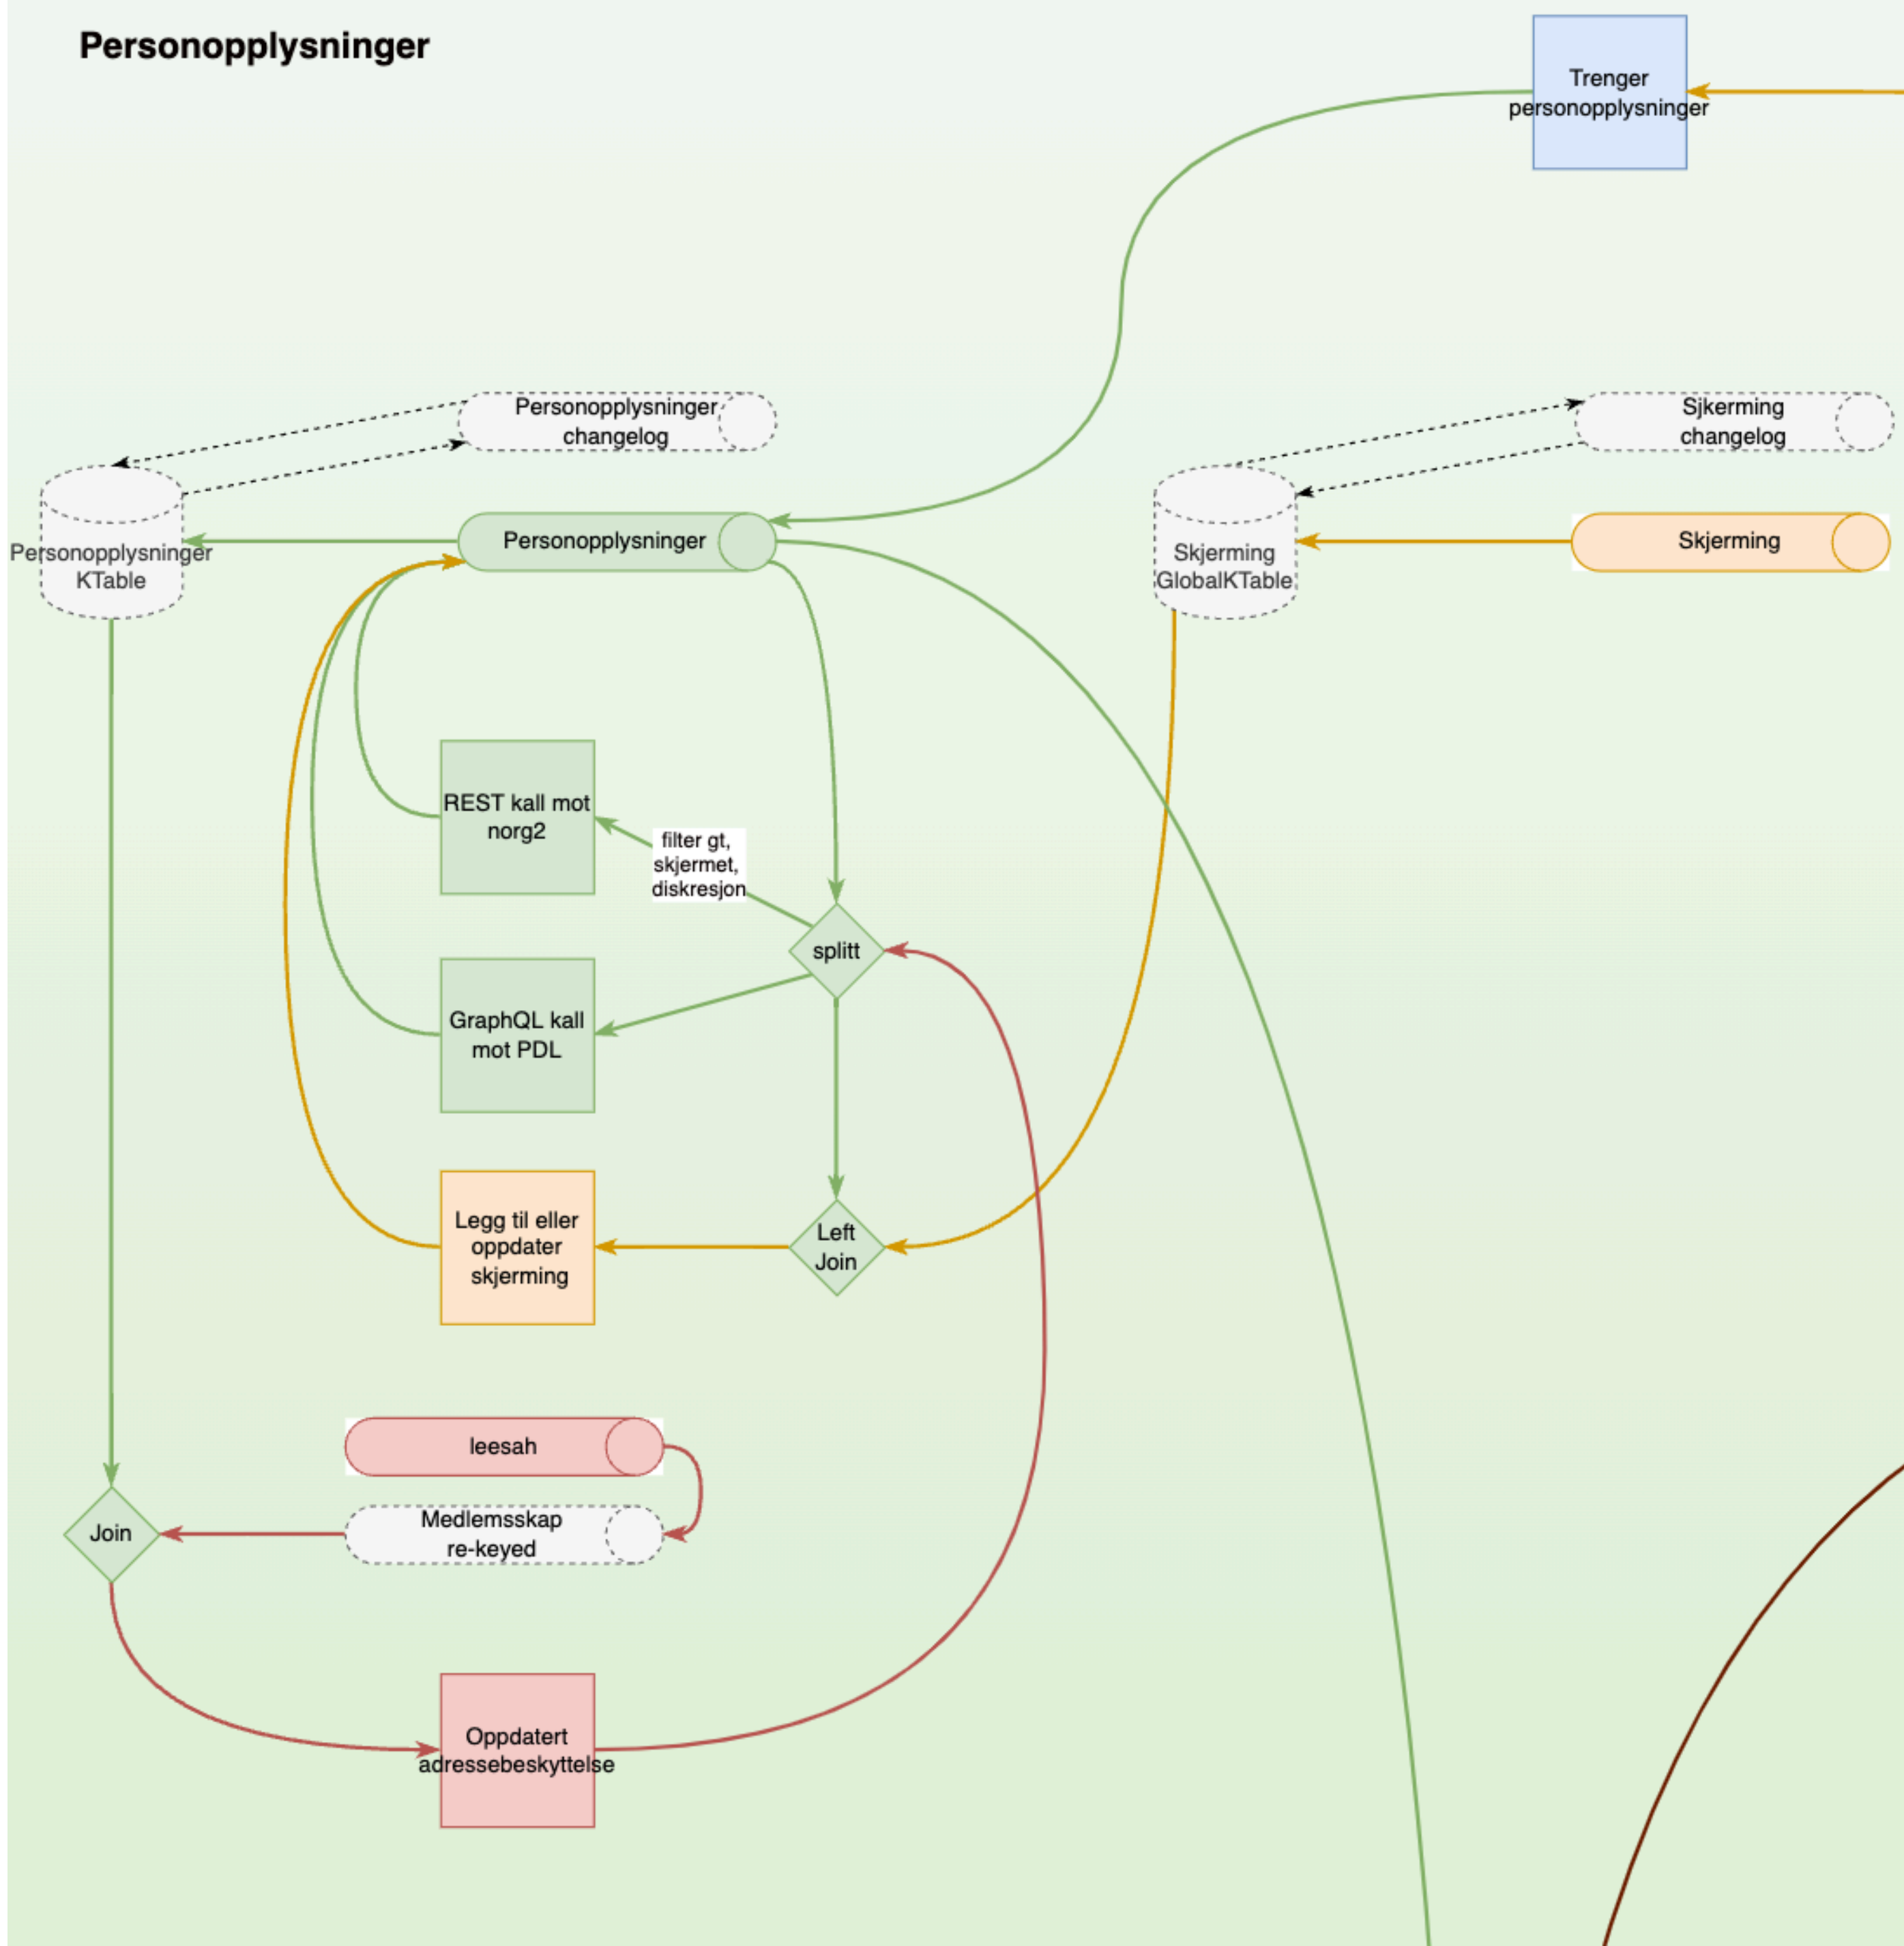 Personopplysninger
Trenger
personopplysninger
Personopplysninger
changelog
Sjkerming
changelog
Personopplysninger
KTable
Personopplysninger
Skjerming
GlobalKTable
Skjerming
REST kall mot
norg2
filter gt,
skjermet,
diskresjon
splitt
GraphQL kall
mot PDL
Legg til eller
oppdater
skjerming
Left
Join
leesah
Medlemsskap
re-keyed
Join
Oppdatert
adressebeskyttelse